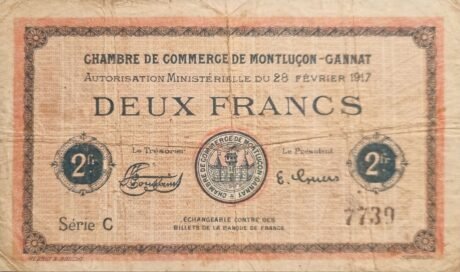 CHAMBRE DE COMMERCE DE MONTLUÇON-GANNAT
AUTORISATION MINISTÉRIELLE DU 28 FÉVRIER 1917
DEUX FRANCS
Le Trésorier
Le Président
2fr
CHAMBRE DE COMMERCE DE MONTLUÇON-GANNAT
2fr
Série C
ÉCHANGEABLE CONTRE DES
BILLETS DE LA BANQUE DE FRANCE
7739